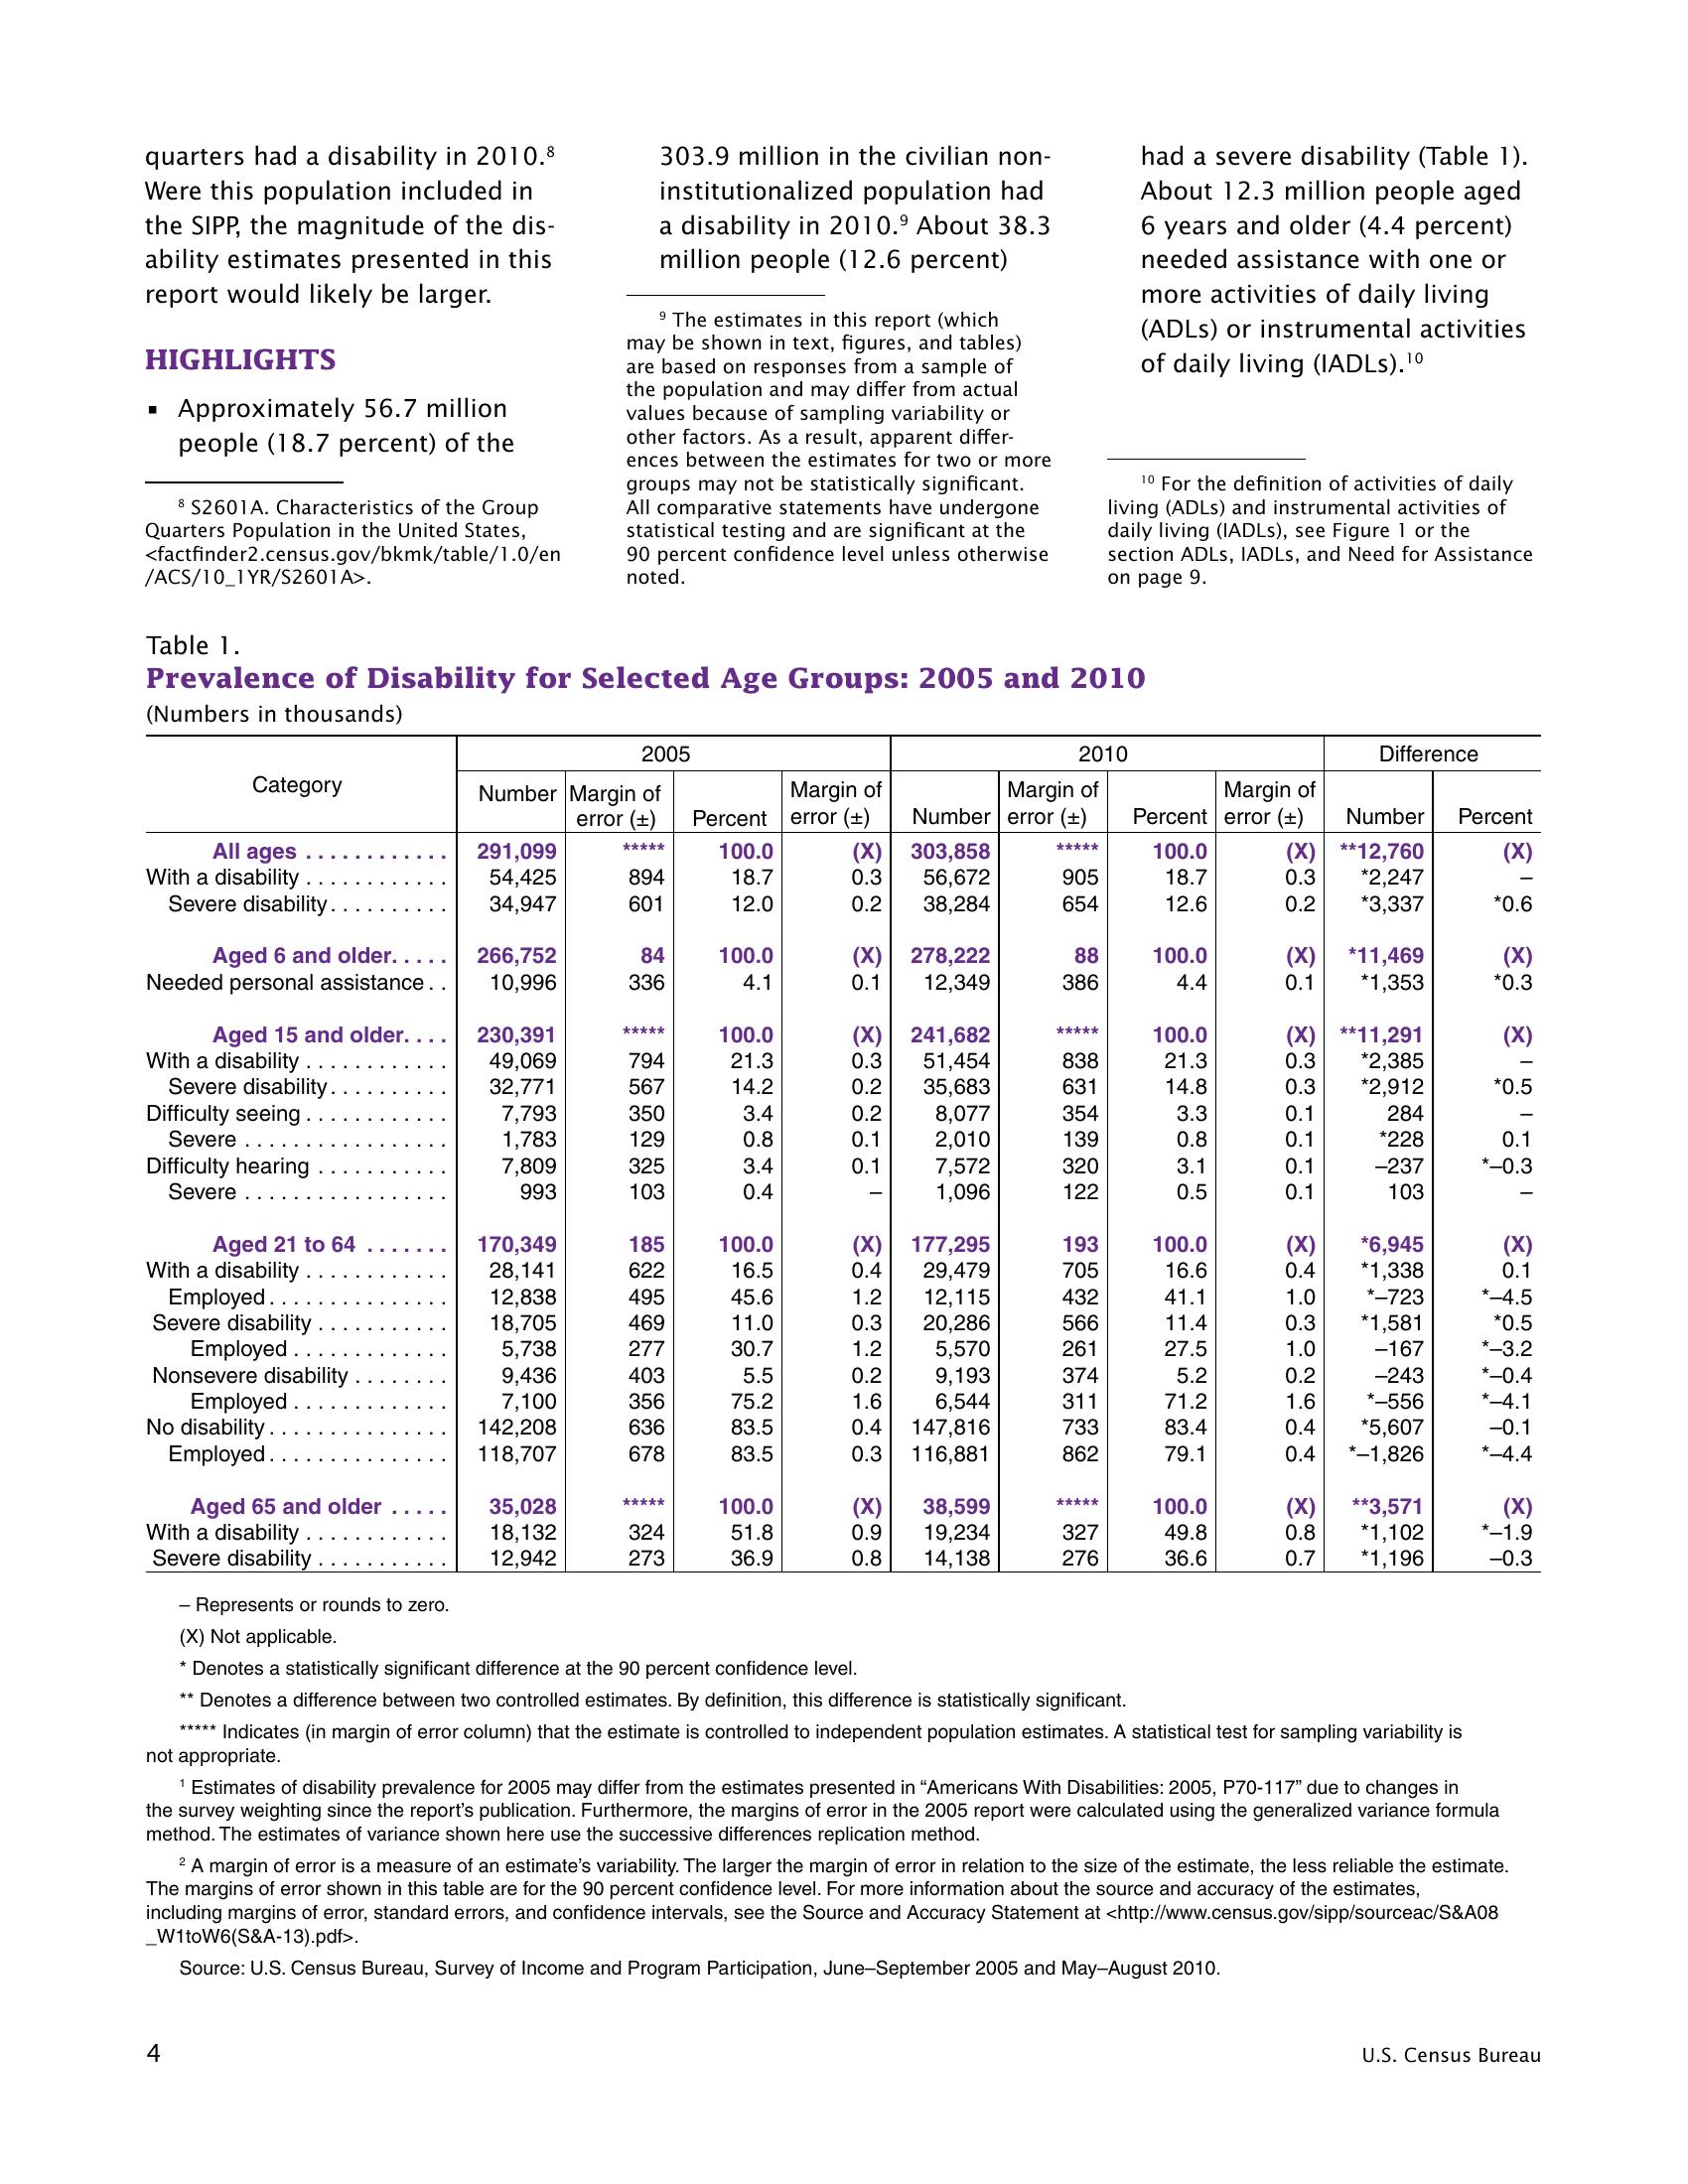 quarters had a disability in 2010.⁸
Were this population included in
the SIPP, the magnitude of the dis-
ability estimates presented in this
report would likely be larger.
HIGHLIGHTS
▪ Approximately 56.7 million
people (18.7 percent) of the
⁸ S2601A. Characteristics of the Group
Quarters Population in the United States,
<factfinder2.census.gov/bkmk/table/1.0/en
/ACS/10_1YR/S2601A>.
303.9 million in the civilian non-
institutionalized population had
a disability in 2010.⁹ About 38.3
million people (12.6 percent)
⁹ The estimates in this report (which
may be shown in text, figures, and tables)
are based on responses from a sample of
the population and may differ from actual
values because of sampling variability or
other factors. As a result, apparent differ-
ences between the estimates for two or more
groups may not be statistically significant.
All comparative statements have undergone
statistical testing and are significant at the
90 percent confidence level unless otherwise
noted.
had a severe disability (Table 1).
About 12.3 million people aged
6 years and older (4.4 percent)
needed assistance with one or
more activities of daily living
(ADLs) or instrumental activities
of daily living (IADLs).¹⁰
¹⁰ For the definition of activities of daily
living (ADLs) and instrumental activities of
daily living (IADLs), see Figure 1 or the
section ADLs, IADLs, and Need for Assistance
on page 9.
Table 1.
Prevalence of Disability for Selected Age Groups: 2005 and 2010
(Numbers in thousands)
Category 2005 2010 Difference
Number Margin of error (±) Percent Margin of error (±) Number Margin of error (±) Percent Margin of error (±) Number Percent
All ages . . . . . . . . . . . . 291,099 ***** 100.0 (X) 303,858 ***** 100.0 (X) **12,760 (X)
With a disability . . . . . . . . . . . . 54,425 894 18.7 0.3 56,672 905 18.7 0.3 *2,247 –
Severe disability. . . . . . . . . . 34,947 601 12.0 0.2 38,284 654 12.6 0.2 *3,337 *0.6
Aged 6 and older. . . . . 266,752 84 100.0 (X) 278,222 88 100.0 (X) *11,469 (X)
Needed personal assistance . . 10,996 336 4.1 0.1 12,349 386 4.4 0.1 *1,353 *0.3
Aged 15 and older. . . . 230,391 ***** 100.0 (X) 241,682 ***** 100.0 (X) **11,291 (X)
With a disability . . . . . . . . . . . . 49,069 794 21.3 0.3 51,454 838 21.3 0.3 *2,385 –
Severe disability. . . . . . . . . . 32,771 567 14.2 0.2 35,683 631 14.8 0.3 *2,912 *0.5
Difficulty seeing . . . . . . . . . . . . 7,793 350 3.4 0.2 8,077 354 3.3 0.1 284 –
Severe . . . . . . . . . . . . . . . . . 1,783 129 0.8 0.1 2,010 139 0.8 0.1 *228 0.1
Difficulty hearing . . . . . . . . . . . 7,809 325 3.4 0.1 7,572 320 3.1 0.1 –237 *–0.3
Severe . . . . . . . . . . . . . . . . . 993 103 0.4 – 1,096 122 0.5 0.1 103 –
Aged 21 to 64 . . . . . . . 170,349 185 100.0 (X) 177,295 193 100.0 (X) *6,945 (X)
With a disability . . . . . . . . . . . . 28,141 622 16.5 0.4 29,479 705 16.6 0.4 *1,338 0.1
Employed . . . . . . . . . . . . . . . 12,838 495 45.6 1.2 12,115 432 41.1 1.0 *–723 *–4.5
Severe disability . . . . . . . . . . . 18,705 469 11.0 0.3 20,286 566 11.4 0.3 *1,581 *0.5
Employed . . . . . . . . . . . . . 5,738 277 30.7 1.2 5,570 261 27.5 1.0 –167 *–3.2
Nonsevere disability . . . . . . . . 9,436 403 5.5 0.2 9,193 374 5.2 0.2 –243 *–0.4
Employed . . . . . . . . . . . . . 7,100 356 75.2 1.6 6,544 311 71.2 1.6 *–556 *–4.1
No disability . . . . . . . . . . . . . . . 142,208 636 83.5 0.4 147,816 733 83.4 0.4 *5,607 –0.1
Employed . . . . . . . . . . . . . . . 118,707 678 83.5 0.3 116,881 862 79.1 0.4 *–1,826 *–4.4
Aged 65 and older . . . . . 35,028 ***** 100.0 (X) 38,599 ***** 100.0 (X) **3,571 (X)
With a disability . . . . . . . . . . . . 18,132 324 51.8 0.9 19,234 327 49.8 0.8 *1,102 *–1.9
Severe disability . . . . . . . . . . . 12,942 273 36.9 0.8 14,138 276 36.6 0.7 *1,196 –0.3
– Represents or rounds to zero.
(X) Not applicable.
* Denotes a statistically significant difference at the 90 percent confidence level.
** Denotes a difference between two controlled estimates. By definition, this difference is statistically significant.
***** Indicates (in margin of error column) that the estimate is controlled to independent population estimates. A statistical test for sampling variability is
not appropriate.
¹ Estimates of disability prevalence for 2005 may differ from the estimates presented in “Americans With Disabilities: 2005, P70-117” due to changes in
the survey weighting since the report’s publication. Furthermore, the margins of error in the 2005 report were calculated using the generalized variance formula
method. The estimates of variance shown here use the successive differences replication method.
² A margin of error is a measure of an estimate’s variability. The larger the margin of error in relation to the size of the estimate, the less reliable the estimate.
The margins of error shown in this table are for the 90 percent confidence level. For more information about the source and accuracy of the estimates,
including margins of error, standard errors, and confidence intervals, see the Source and Accuracy Statement at <http://www.census.gov/sipp/sourceac/S&A08
_W1toW6(S&A-13).pdf>.
Source: U.S. Census Bureau, Survey of Income and Program Participation, June–September 2005 and May–August 2010.
4 U.S. Census Bureau